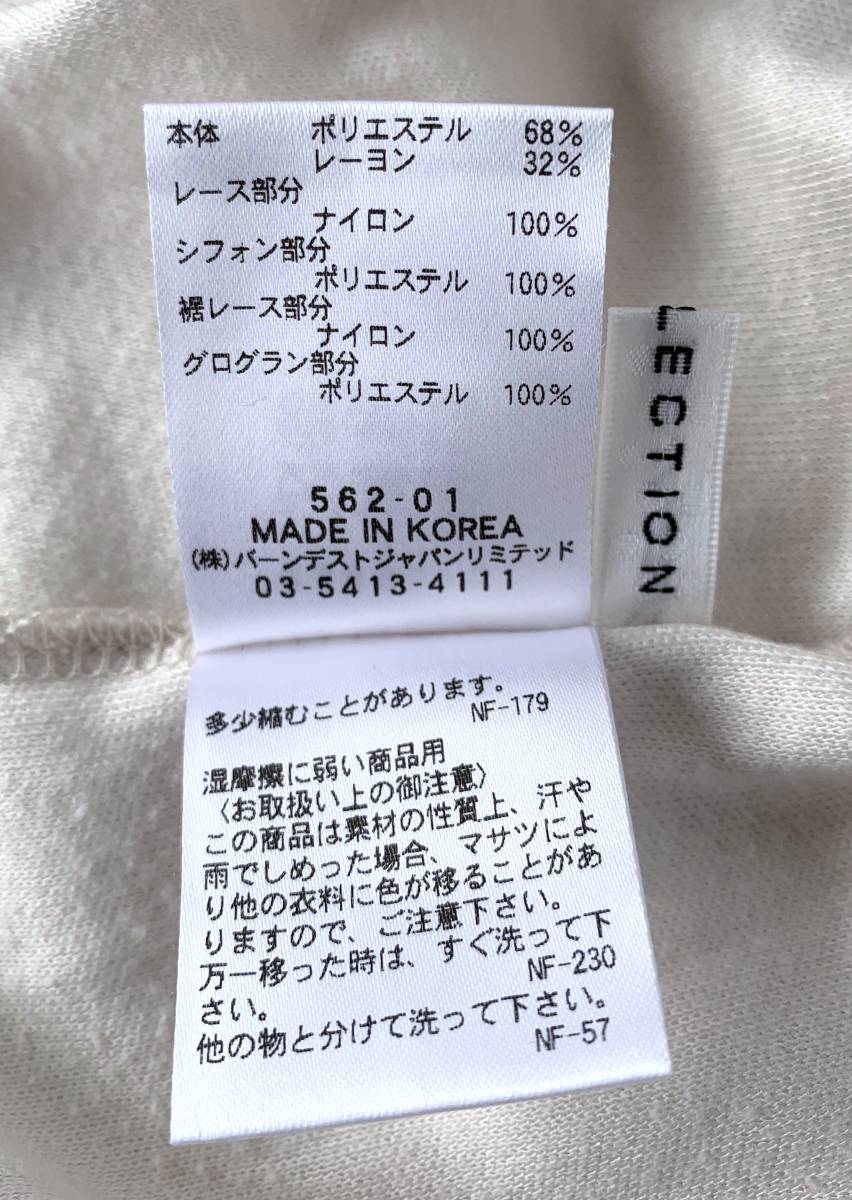 本体 ポリエステル 68%
レーヨン 32%
レース部分
ナイロン 100%
シフォン部分
ポリエステル 100%
裾レース部分
ナイロン 100%
グログラン部分
ポリエステル 100%
562-01
MADE IN KOREA
(株)バーンデストジャパンリミテッド
03-5413-4111
LECTION
多少縮むことがあります。
NF-179
湿摩擦に弱い商品用
〈お取扱い上の御注意〉
この商品は素材の性質上、汗や
雨でしめった場合、マサツによ
り他の衣料に色が移ることがあ
りますので、ご注意下さい。
万一移った時は、すぐ洗って下
さい。 NF-230
他の物と分けて洗って下さい。
NF-57